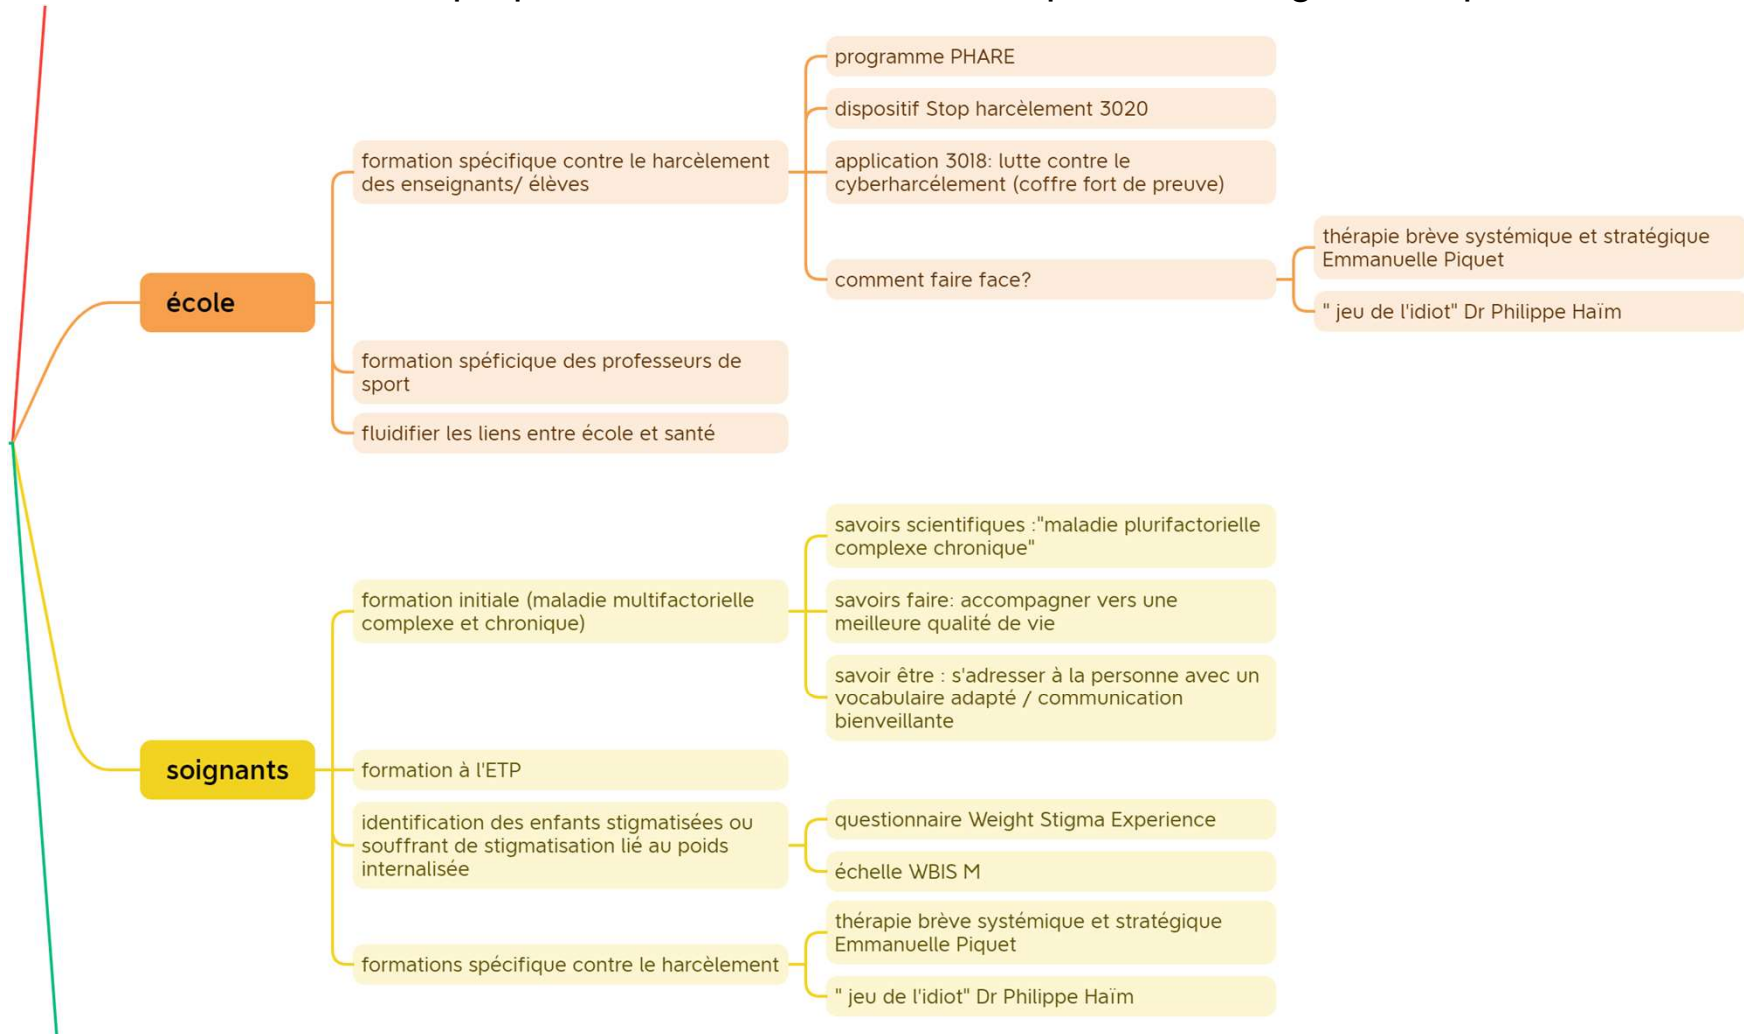 programme PHARE
dispositif Stop harcèlement 3020
formation spécifique contre le harcèlement
des enseignants/ élèves
application 3018: lutte contre le
cyberharcélement (coffre fort de preuve)
comment faire face?
thérapie brève systémique et stratégique
Emmanuelle Piquet
" jeu de l'idiot" Dr Philippe Haïm
école
formation spéficique des professeurs de
sport
fluidifier les liens entre école et santé
savoirs scientifiques :"maladie plurifactorielle
complexe chronique"
formation initiale (maladie multifactorielle
complexe et chronique)
savoirs faire: accompagner vers une
meilleure qualité de vie
savoir être : s'adresser à la personne avec un
vocabulaire adapté / communication
bienveillante
soignants
formation à l'ETP
identification des enfants stigmatisées ou
souffrant de stigmatisation lié au poids
internalisée
questionnaire Weight Stigma Experience
échelle WBIS M
formations spécifique contre le harcèlement
thérapie brève systémique et stratégique
Emmanuelle Piquet
" jeu de l'idiot" Dr Philippe Haïm